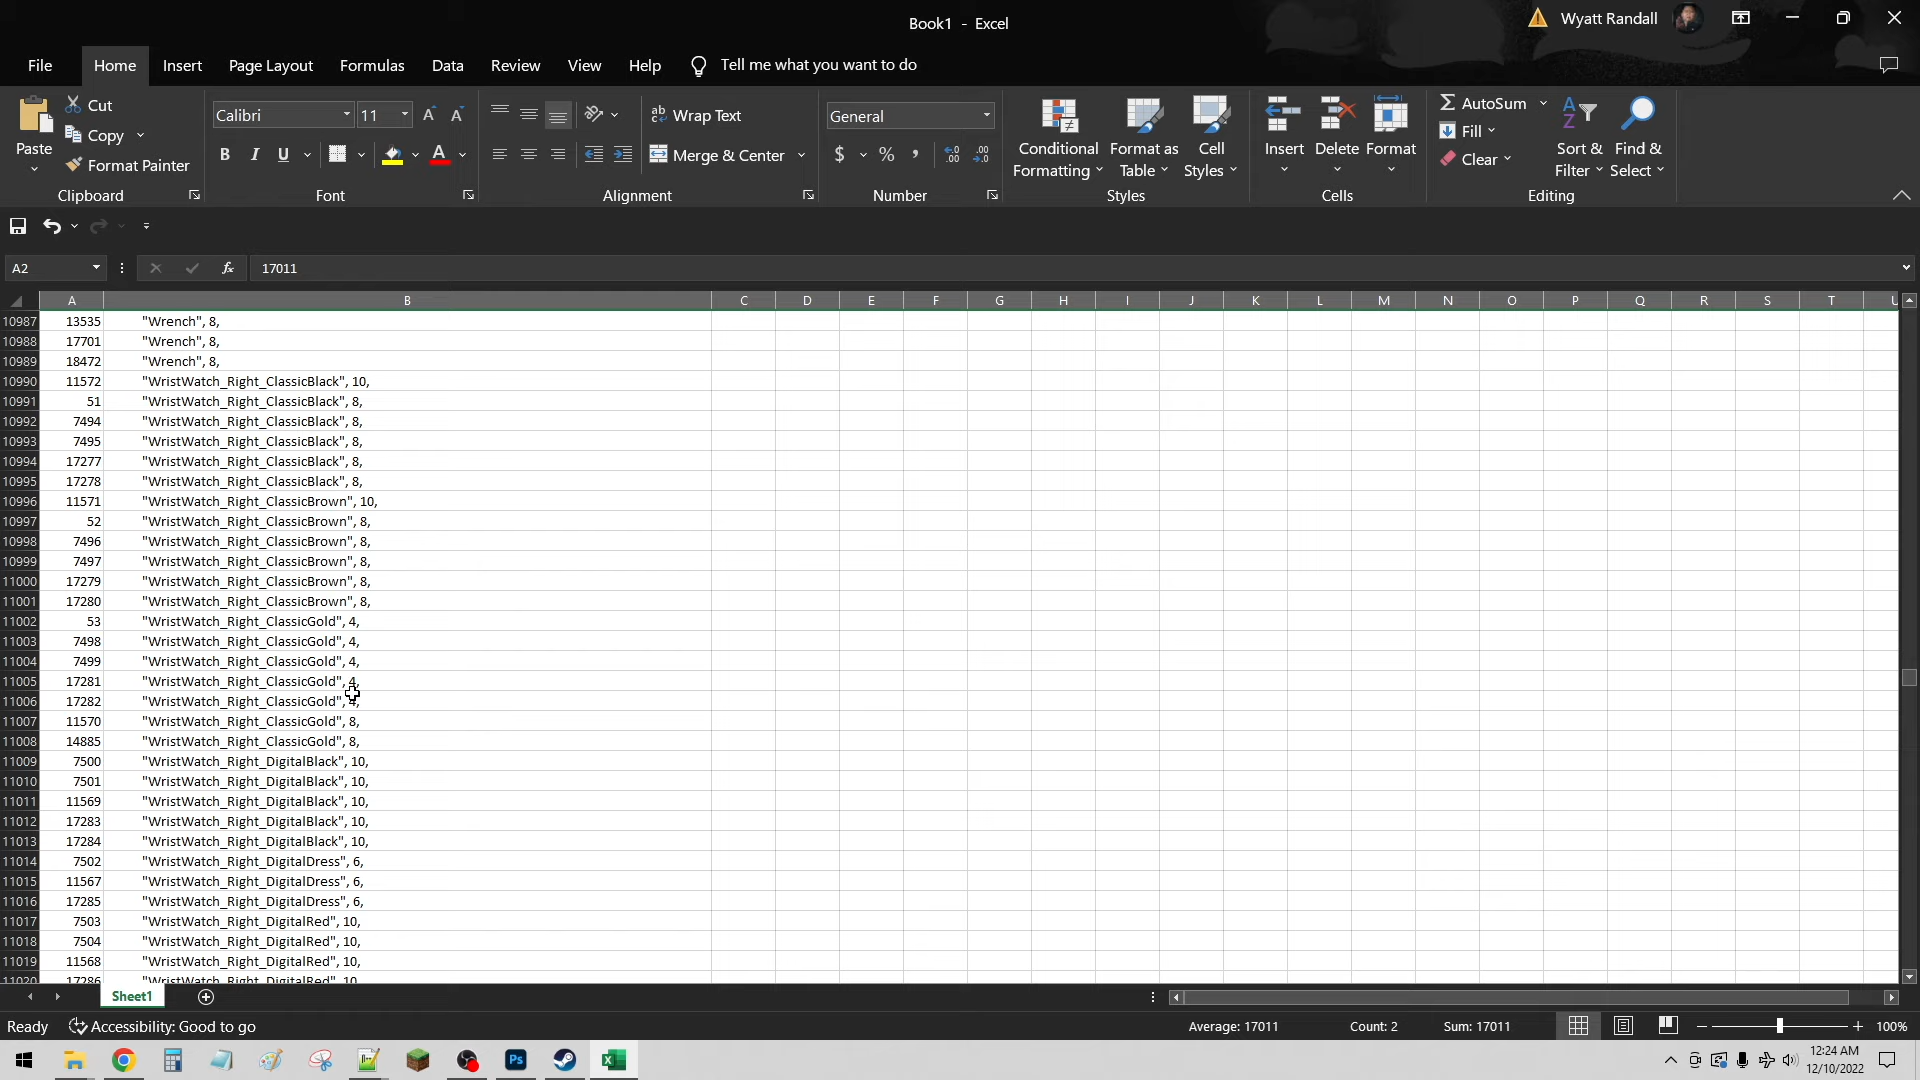 Book1 - Excel
Wyatt Randall
File Home Insert Page Layout Formulas Data Review View Help Tell me what you want to do
Paste
Cut
Copy
Format Painter
Clipboard
Calibri 11
B I U A
Font
Wrap Text
Merge & Center
Alignment
General
$ % ,
Number
Conditional Formatting
Format as Table
Cell Styles
Styles
Insert Delete Format
Cells
AutoSum
Fill
Clear
Sort & Filter
Find & Select
Editing
A2 fx 17011
A B C D E F G H I J K L M N O P Q R S T U
10987 13535 "Wrench", 8,
10988 17701 "Wrench", 8,
10989 18472 "Wrench", 8,
10990 11572 "WristWatch_Right_ClassicBlack", 10,
10991 51 "WristWatch_Right_ClassicBlack", 8,
10992 7494 "WristWatch_Right_ClassicBlack", 8,
10993 7495 "WristWatch_Right_ClassicBlack", 8,
10994 17277 "WristWatch_Right_ClassicBlack", 8,
10995 17278 "WristWatch_Right_ClassicBlack", 8,
10996 11571 "WristWatch_Right_ClassicBrown", 10,
10997 52 "WristWatch_Right_ClassicBrown", 8,
10998 7496 "WristWatch_Right_ClassicBrown", 8,
10999 7497 "WristWatch_Right_ClassicBrown", 8,
11000 17279 "WristWatch_Right_ClassicBrown", 8,
11001 17280 "WristWatch_Right_ClassicBrown", 8,
11002 53 "WristWatch_Right_ClassicGold", 4,
11003 7498 "WristWatch_Right_ClassicGold", 4,
11004 7499 "WristWatch_Right_ClassicGold", 4,
11005 17281 "WristWatch_Right_ClassicGold", 4,
11006 17282 "WristWatch_Right_ClassicGold", 4,
11007 11570 "WristWatch_Right_ClassicGold", 8,
11008 14885 "WristWatch_Right_ClassicGold", 8,
11009 7500 "WristWatch_Right_DigitalBlack", 10,
11010 7501 "WristWatch_Right_DigitalBlack", 10,
11011 11569 "WristWatch_Right_DigitalBlack", 10,
11012 17283 "WristWatch_Right_DigitalBlack", 10,
11013 17284 "WristWatch_Right_DigitalBlack", 10,
11014 7502 "WristWatch_Right_DigitalDress", 6,
11015 11567 "WristWatch_Right_DigitalDress", 6,
11016 17285 "WristWatch_Right_DigitalDress", 6,
11017 7503 "WristWatch_Right_DigitalRed", 10,
11018 7504 "WristWatch_Right_DigitalRed", 10,
11019 11568 "WristWatch_Right_DigitalRed", 10,
11020 17286 "WristWatch_Right_DigitalRed", 10,
Sheet1
Ready Accessibility: Good to go Average: 17011 Count: 2 Sum: 17011 100%
Ps
12:24 AM
12/10/2022